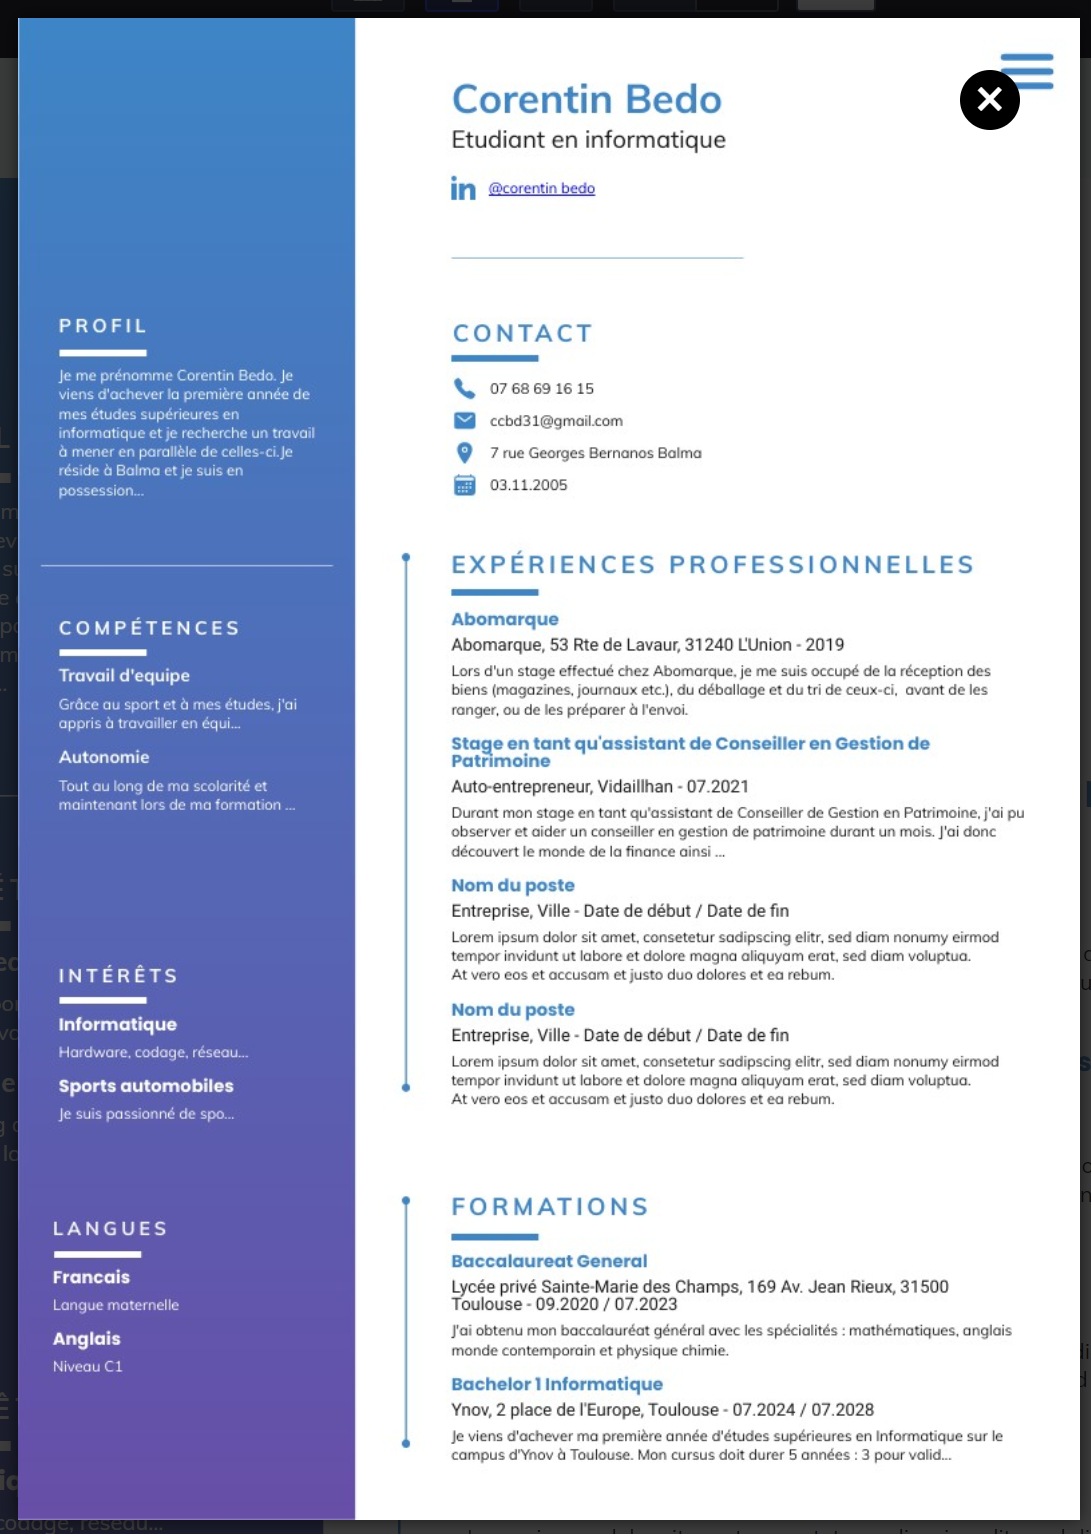 Corentin Bedo
Etudiant en informatique
in @corentin bedo
PROFIL
Je me prénomme Corentin Bedo. Je
viens d'achever la première année de
mes études supérieures en
informatique et je recherche un travail
à mener en parallèle de celles-ci.Je
réside à Balma et je suis en
possession...
COMPÉTENCES
Travail d'equipe
Grâce au sport et à mes études, j'ai
appris à travailler en équi...
Autonomie
Tout au long de ma scolarité et
maintenant lors de ma formation ...
INTÉRÊTS
Informatique
Hardware, codage, réseau...
Sports automobiles
Je suis passionné de spo...
LANGUES
Francais
Langue maternelle
Anglais
Niveau C1
CONTACT
07 68 69 16 15
ccbd31@gmail.com
7 rue Georges Bernanos Balma
03.11.2005
EXPÉRIENCES PROFESSIONNELLES
Abomarque
Abomarque, 53 Rte de Lavaur, 31240 L'Union - 2019
Lors d'un stage effectué chez Abomarque, je me suis occupé de la réception des
biens (magazines, journaux etc.), du déballage et du tri de ceux-ci, avant de les
ranger, ou de les préparer à l'envoi.
Stage en tant qu'assistant de Conseiller en Gestion de
Patrimoine
Auto-entrepreneur, Vidaillhan - 07.2021
Durant mon stage en tant qu'assistant de Conseiller de Gestion en Patrimoine, j'ai pu
observer et aider un conseiller en gestion de patrimoine durant un mois. J'ai donc
découvert le monde de la finance ainsi ...
Nom du poste
Entreprise, Ville - Date de début / Date de fin
Lorem ipsum dolor sit amet, consetetur sadipscing elitr, sed diam nonumy eirmod
tempor invidunt ut labore et dolore magna aliquyam erat, sed diam voluptua.
At vero eos et accusam et justo duo dolores et ea rebum.
Nom du poste
Entreprise, Ville - Date de début / Date de fin
Lorem ipsum dolor sit amet, consetetur sadipscing elitr, sed diam nonumy eirmod
tempor invidunt ut labore et dolore magna aliquyam erat, sed diam voluptua.
At vero eos et accusam et justo duo dolores et ea rebum.
FORMATIONS
Baccalaureat General
Lycée privé Sainte-Marie des Champs, 169 Av. Jean Rieux, 31500
Toulouse - 09.2020 / 07.2023
J'ai obtenu mon baccalauréat général avec les spécialités : mathématiques, anglais
monde contemporain et physique chimie.
Bachelor 1 Informatique
Ynov, 2 place de l'Europe, Toulouse - 07.2024 / 07.2028
Je viens d'achever ma première année d'études supérieures en Informatique sur le
campus d'Ynov à Toulouse. Mon cursus doit durer 5 années : 3 pour valid...
codage, réseau...